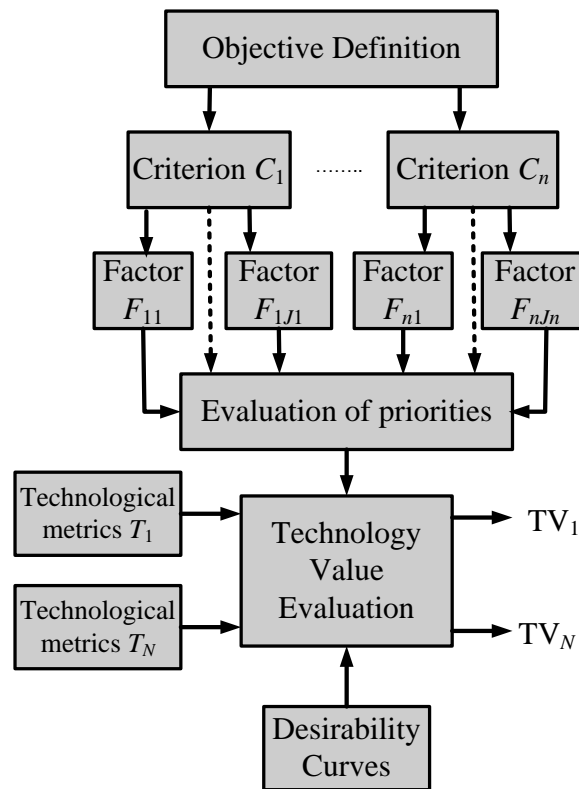 Objective Definition
Criterion C1
........
Criterion Cn
Factor
F11
Factor
F1J1
Factor
Fn1
Factor
FnJn
Evaluation of priorities
Technological
metrics T1
Technology
Value
Evaluation
TV1
Technological
metrics TN
TVN
Desirability
Curves